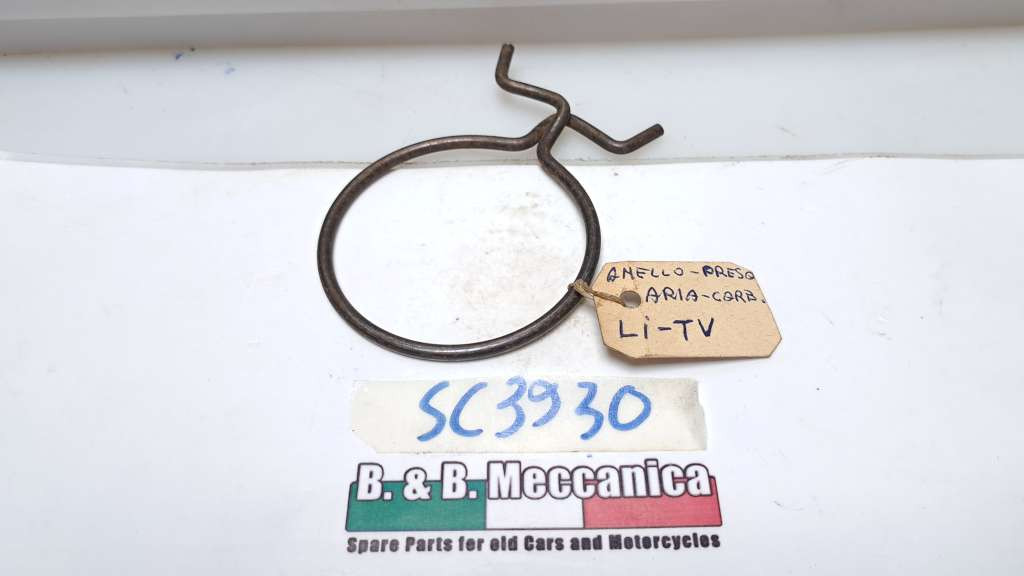 ANELLO-PRESA
ARIA-CARB.
Li-TV
SC3930
B. & B. Meccanica
Spare Parts for old Cars and Motorcycles